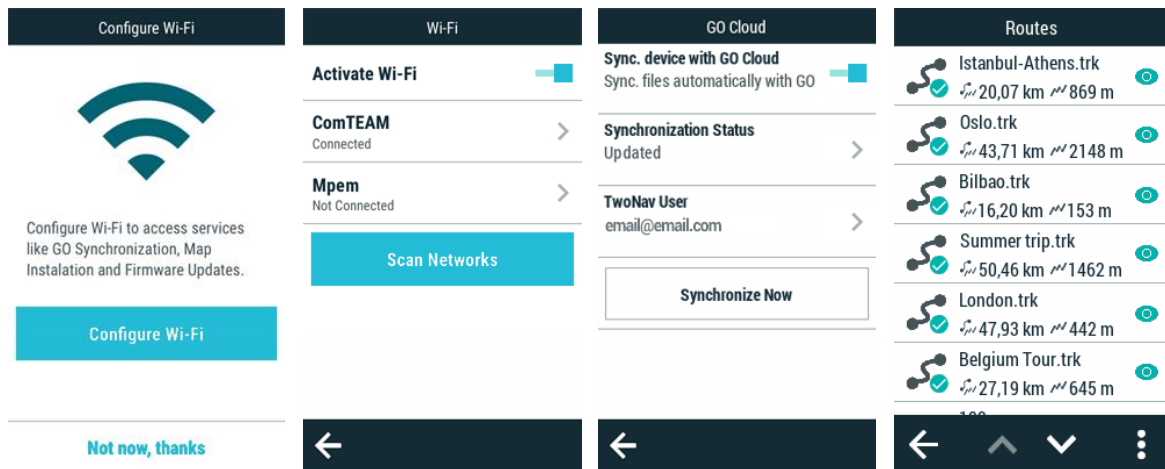 Configure Wi-Fi
Configure Wi-Fi to access services
like GO Synchronization, Map
Instalation and Firmware Updates.
Configure Wi-Fi
Not now, thanks
Wi-Fi
Activate Wi-Fi
ComTEAM
Connected
Mpem
Not Connected
Scan Networks
GO Cloud
Sync. device with GO Cloud
Sync. files automatically with GO
Synchronization Status
Updated
TwoNav User
email@email.com
Synchronize Now
Routes
Istanbul-Athens.trk
20,07 km 869 m
Oslo.trk
43,71 km 2148 m
Bilbao.trk
16,20 km 153 m
Summer trip.trk
50,46 km 1462 m
London.trk
47,93 km 442 m
Belgium Tour.trk
27,19 km 645 m